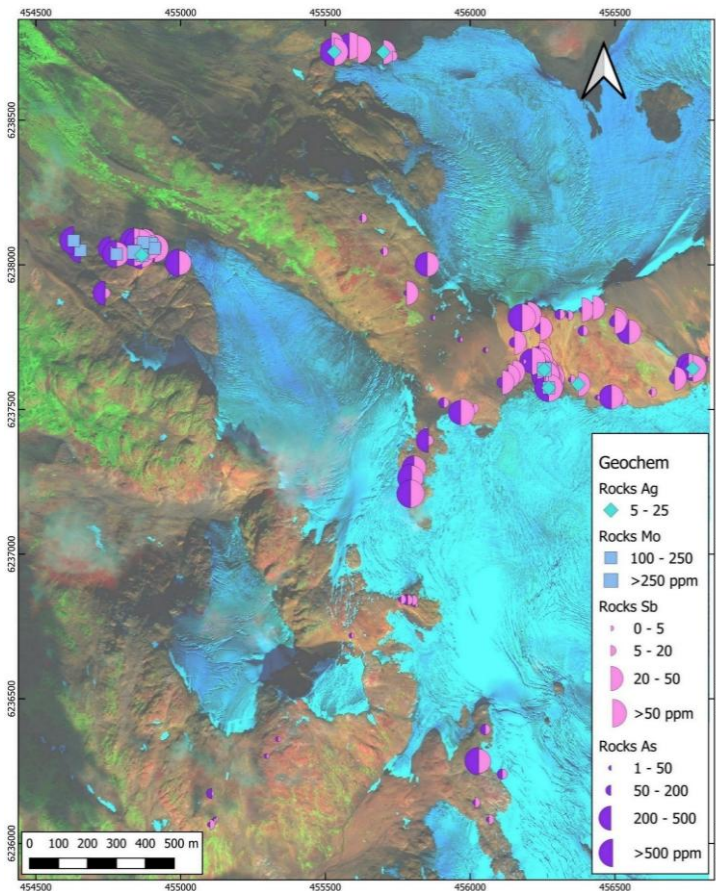 454500 455000 455500 456000 456500
6238500
6238000
6237500
6237000
6236500
6236000
Geochem
Rocks Ag
5 - 25
Rocks Mo
100 - 250
>250 ppm
Rocks Sb
0 - 5
5 - 20
20 - 50
>50 ppm
Rocks As
1 - 50
50 - 200
200 - 500
>500 ppm
0 100 200 300 400 500 m
454500 455000 455500 456000 456500